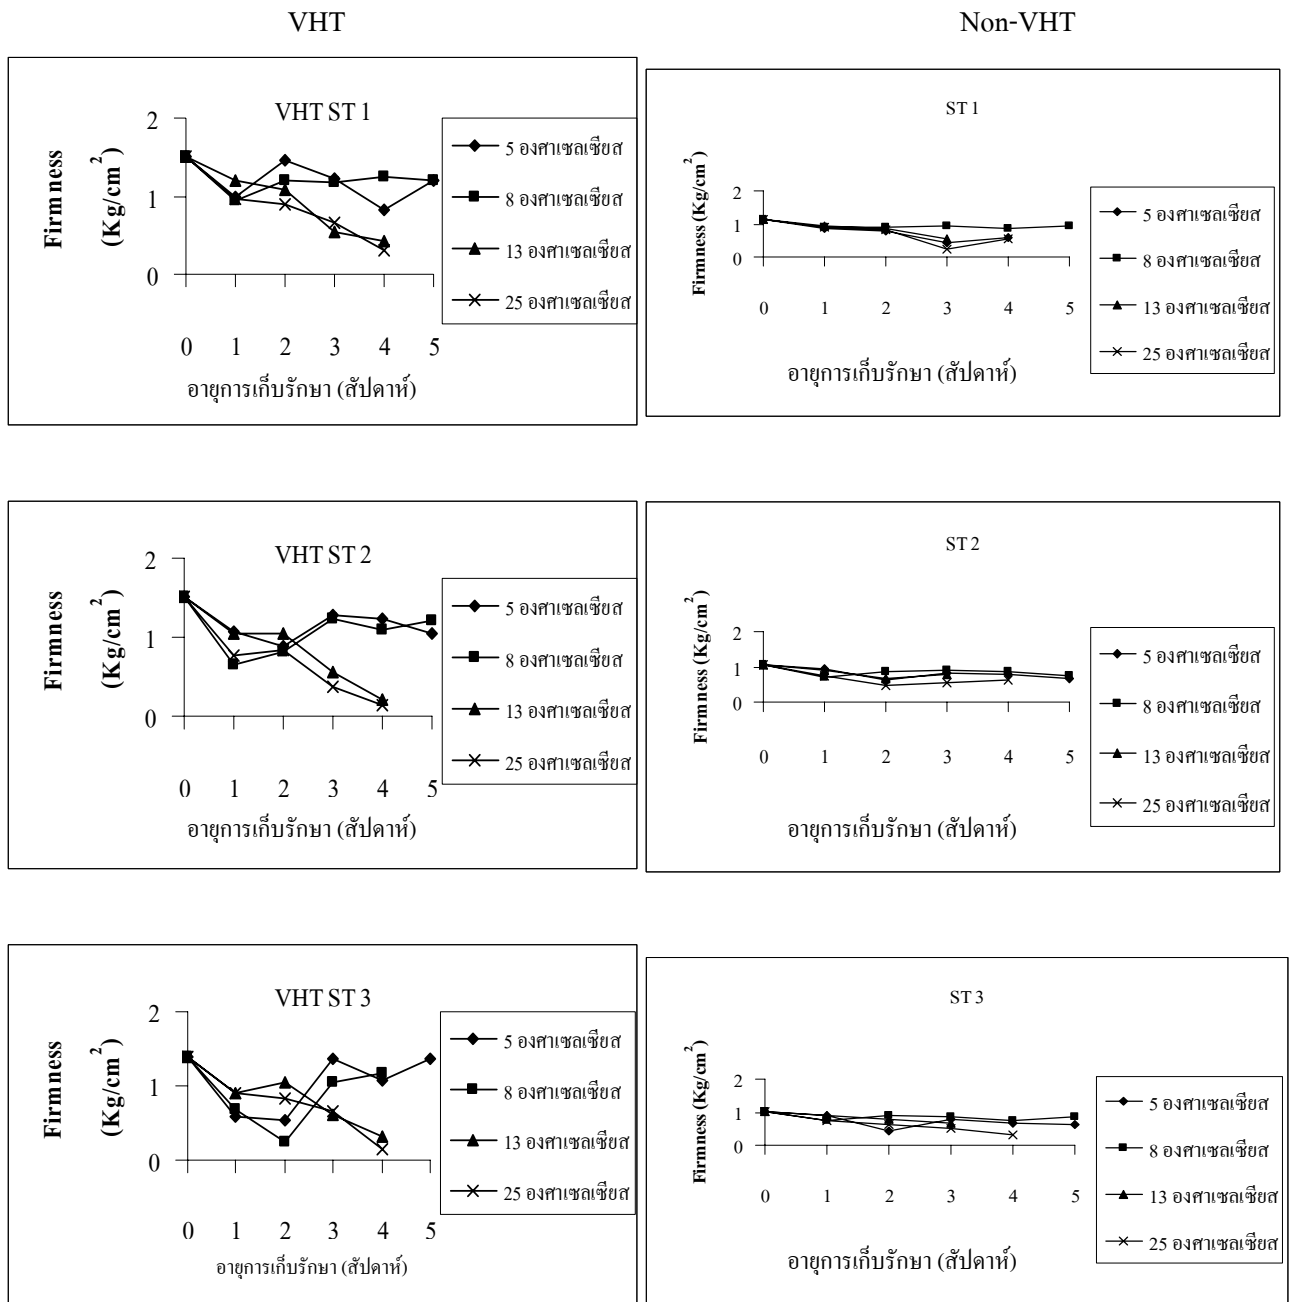 VHT
Non-VHT
VHT ST 1
Firmness
(Kg/cm²)
2
1
0
0 1 2 3 4 5
อายุการเก็บรักษา (สัปดาห์)
5 องศาเซลเซียส
8 องศาเซลเซียส
13 องศาเซลเซียส
25 องศาเซลเซียส
ST 1
Firmness (Kg/cm²)
2
1
0
0 1 2 3 4 5
อายุการเก็บรักษา (สัปดาห์)
5 องศาเซลเซียส
8 องศาเซลเซียส
13 องศาเซลเซียส
25 องศาเซลเซียส
VHT ST 2
Firmness
(Kg/cm²)
2
1
0
0 1 2 3 4 5
อายุการเก็บรักษา (สัปดาห์)
5 องศาเซลเซียส
8 องศาเซลเซียส
13 องศาเซลเซียส
25 องศาเซลเซียส
ST 2
Firmness (Kg/cm²)
2
1
0
0 1 2 3 4 5
อายุการเก็บรักษา (สัปดาห์)
5 องศาเซลเซียส
8 องศาเซลเซียส
13 องศาเซลเซียส
25 องศาเซลเซียส
VHT ST 3
Firmness
(Kg/cm²)
2
1
0
0 1 2 3 4 5
อายุการเก็บรักษา (สัปดาห์)
5 องศาเซลเซียส
8 องศาเซลเซียส
13 องศาเซลเซียส
25 องศาเซลเซียส
ST 3
Firmness (Kg/cm²)
2
1
0
0 1 2 3 4 5
อายุการเก็บรักษา (สัปดาห์)
5 องศาเซลเซียส
8 องศาเซลเซียส
13 องศาเซลเซียส
25 องศาเซลเซียส